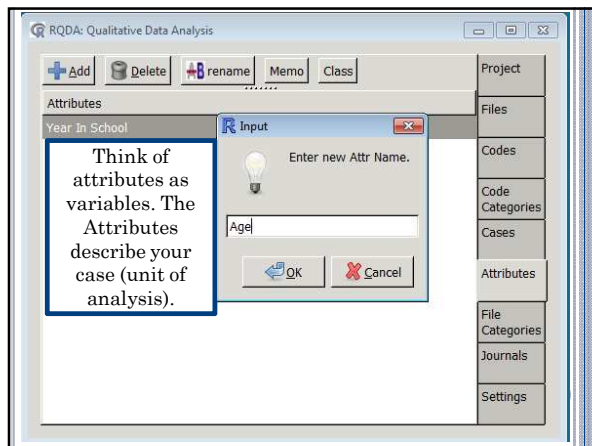 RQDA: Qualitative Data Analysis
Add Delete rename Memo Class
Attributes
Year In School
Input
Enter new Attr Name.
Age
OK Cancel
Think of
attributes as
variables. The
Attributes
describe your
case (unit of
analysis).
Project
Files
Codes
Code
Categories
Cases
Attributes
File
Categories
Journals
Settings